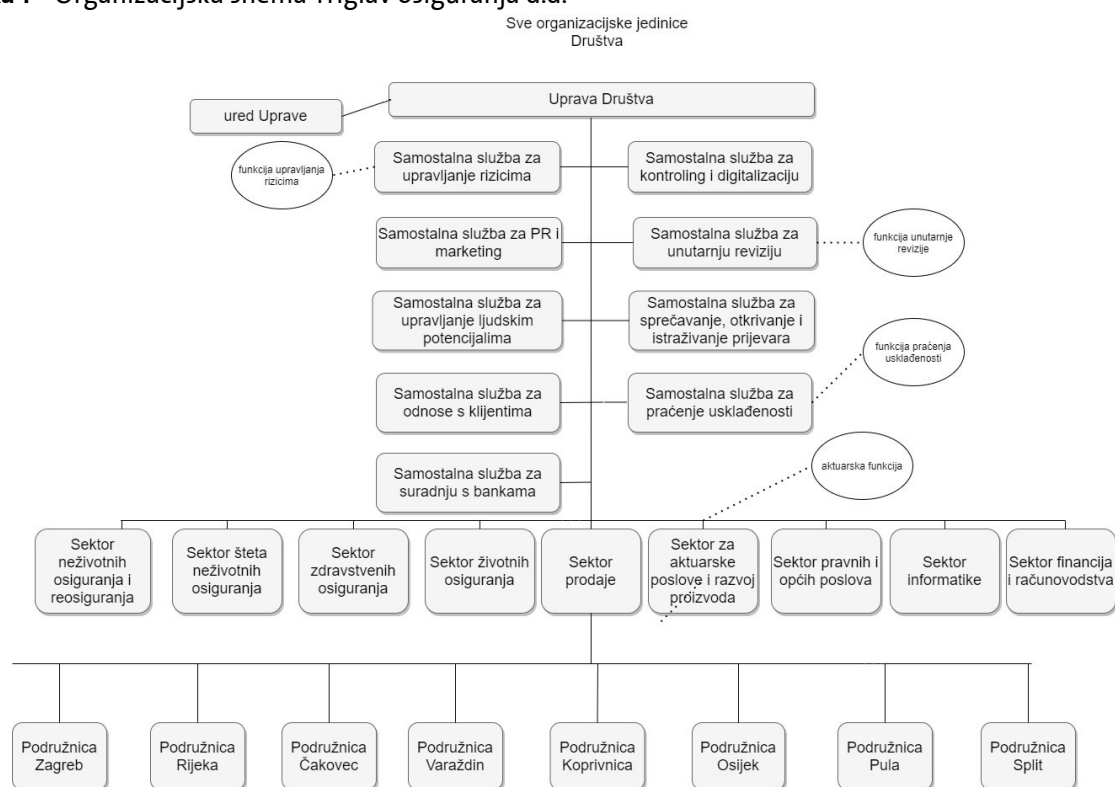 Organizacijska shema Triglav osiguranja d.d.
Sve organizacijske jedinice
Društva
Uprava Društva
ured Uprave
funkcija upravljanja
rizicima
Samostalna služba za
upravljanje rizicima
Samostalna služba za
kontroling i digitalizaciju
Samostalna služba za PR i
marketing
Samostalna služba za
unutarnju reviziju
funkcija unutarnje
revizije
Samostalna služba za
upravljanje ljudskim
potencijalima
Samostalna služba za
sprečavanje, otkrivanje i
istraživanje prijevara
funkcija praćenja
usklađenosti
Samostalna služba za
odnose s klijentima
Samostalna služba za
praćenje usklađenosti
aktuarska funkcija
Samostalna služba za
suradnju s bankama
Sektor
neživotnih
osiguranja i
reosiguranja
Sektor šteta
neživotnih
osiguranja
Sektor
zdravstvenih
osiguranja
Sektor životnih
osiguranja
Sektor
prodaje
Sektor za
aktuarske
poslove i razvoj
proizvoda
Sektor pravnih i
općih poslova
Sektor
informatike
Sektor financija
i računovodstva
Podružnica
Zagreb
Podružnica
Rijeka
Podružnica
Čakovec
Podružnica
Varaždin
Podružnica
Koprivnica
Podružnica
Osijek
Podružnica
Pula
Podružnica
Split